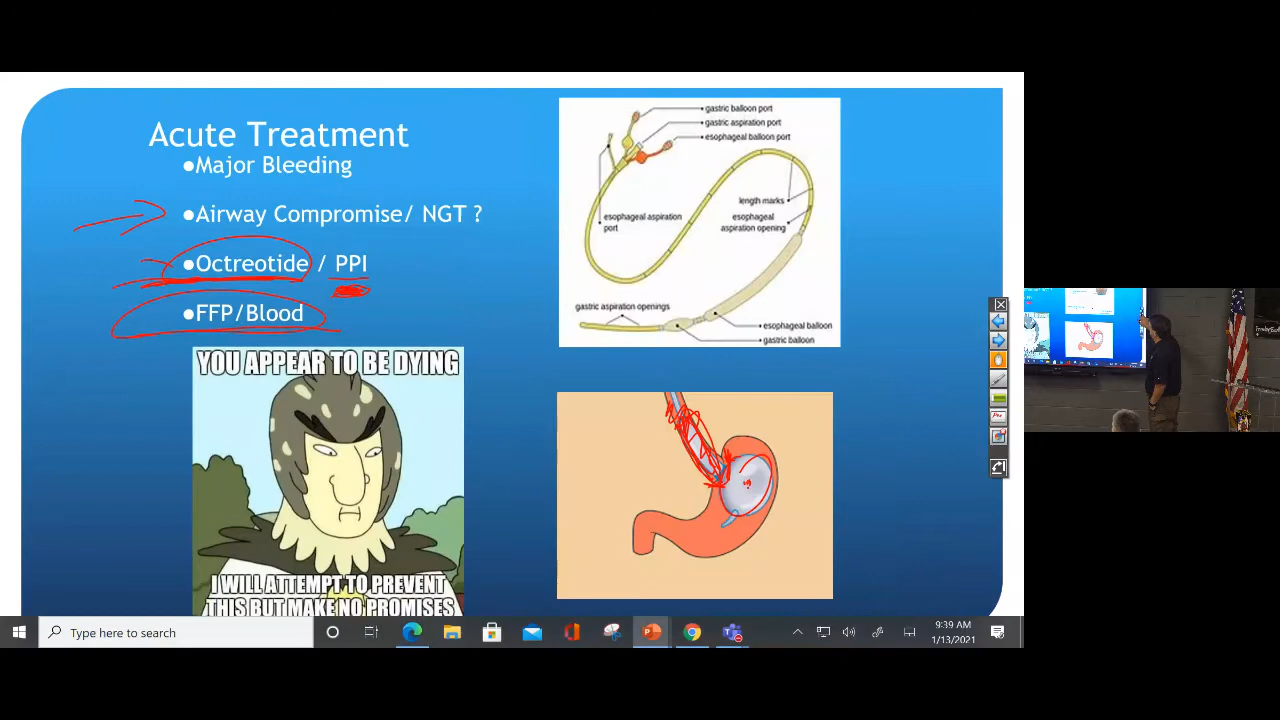 Acute Treatment
●Major Bleeding
●Airway Compromise/ NGT ?
●Octreotide / PPI
●FFP/Blood
YOU APPEAR TO BE DYING
I WILL ATTEMPT TO PREVENT
THIS BUT MAKE NO PROMISES
gastric balloon port
gastric aspiration port
esophageal balloon port
length marks
esophageal aspiration
port
esophageal
aspiration opening
gastric aspiration openings
esophageal balloon
gastric balloon
Type here to search
9:39 AM
1/13/2021